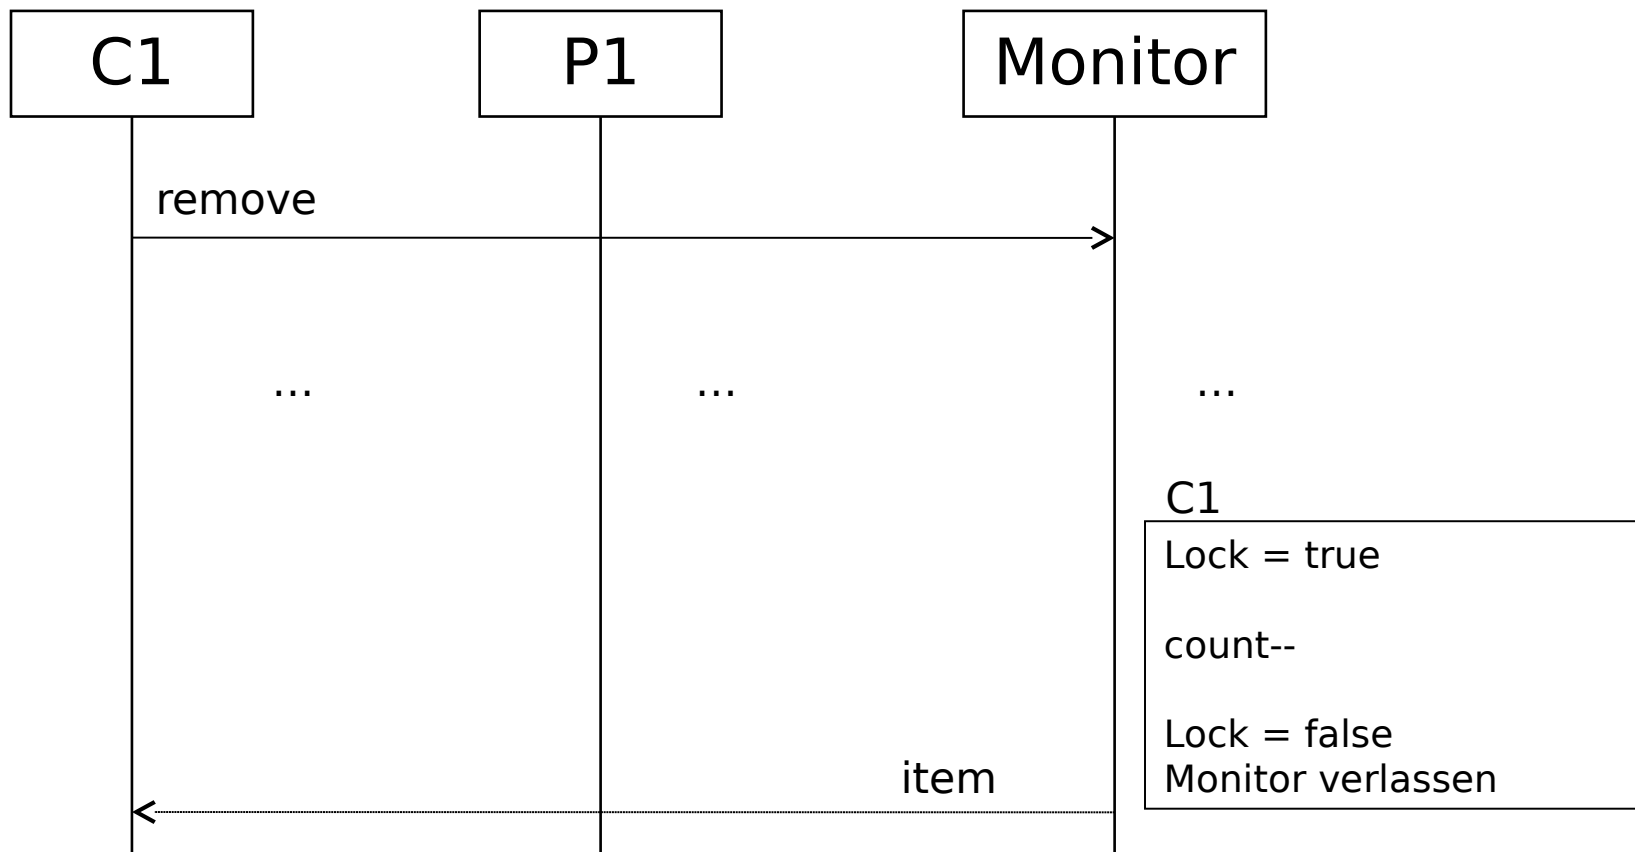 C1
P1
Monitor
remove
...
...
...
C1
Lock = true
count--
Lock = false
Monitor verlassen
item